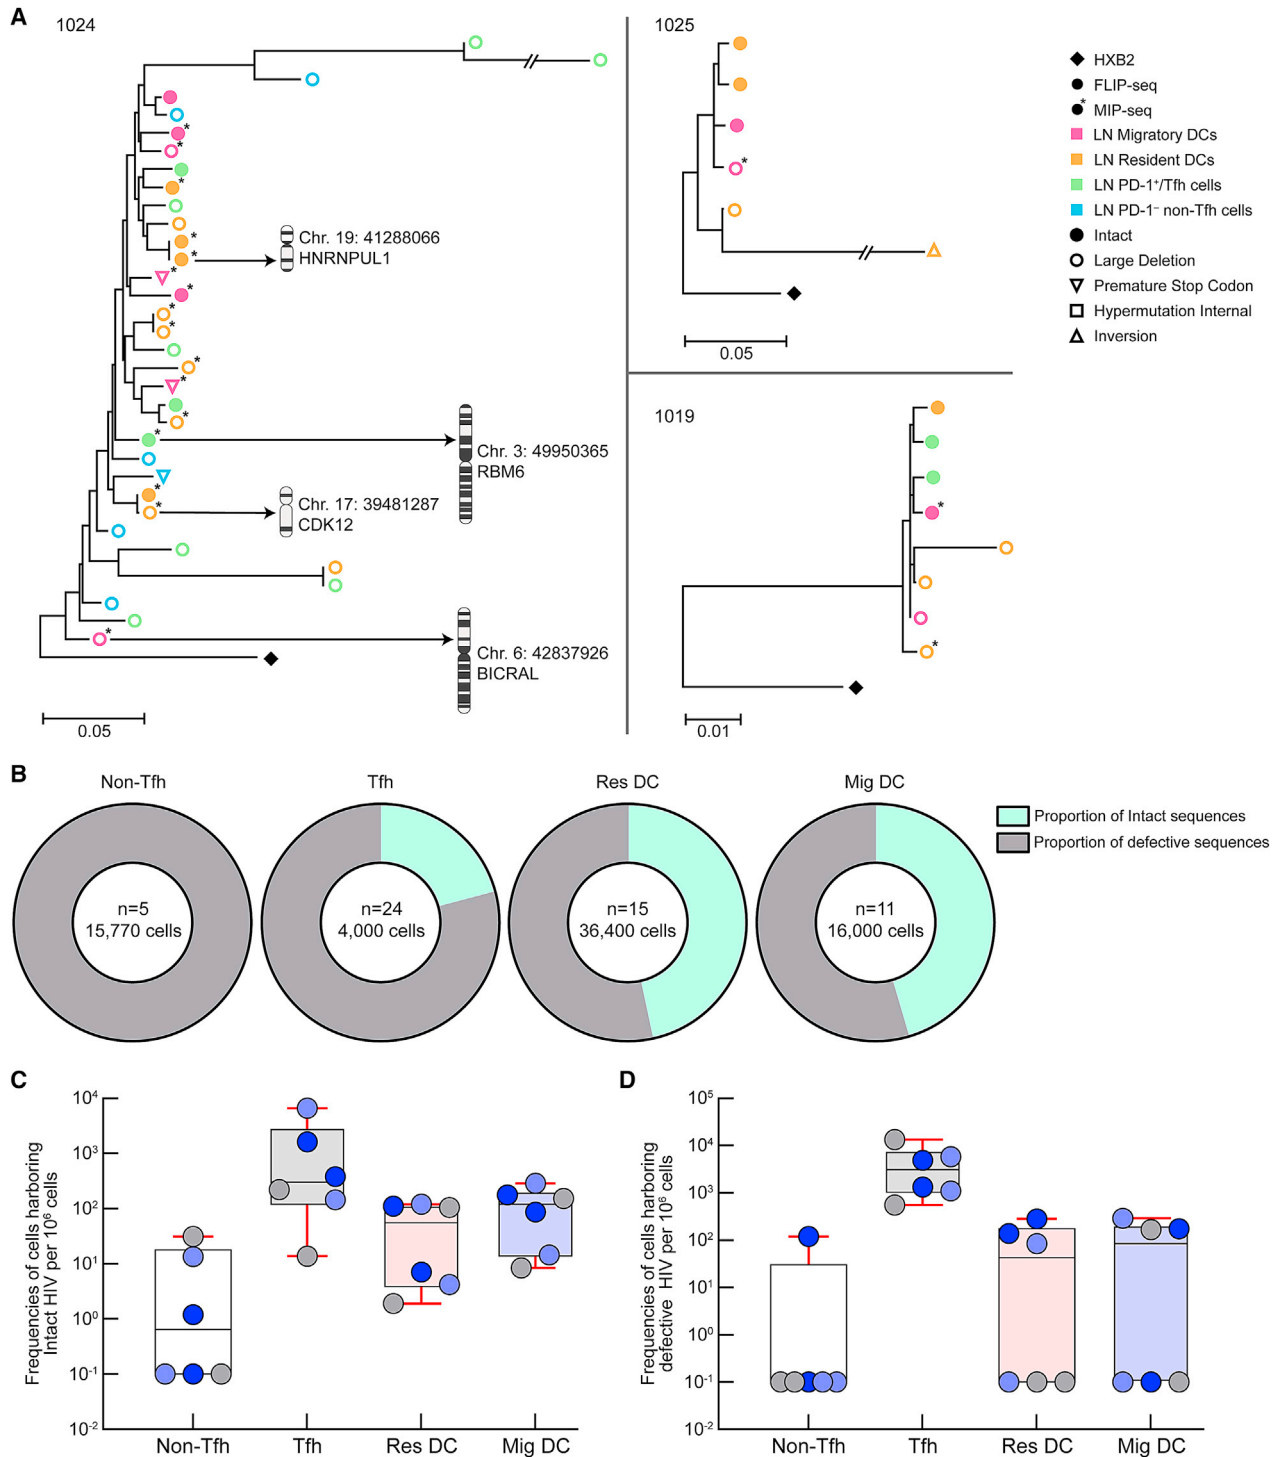 A
1024
Chr. 19: 41288066
HNRNPUL1
Chr. 3: 49950365
RBM6
Chr. 17: 39481287
CDK12
Chr. 6: 42837926
BICRAL
0.05
1025
0.05
1019
0.01
HXB2
FLIP-seq
* MIP-seq
LN Migratory DCs
LN Resident DCs
LN PD-1⁺/Tfh cells
LN PD-1⁻ non-Tfh cells
Intact
Large Deletion
Premature Stop Codon
Hypermutation Internal
Inversion
B
Non-Tfh
n=5
15,770 cells
Tfh
n=24
4,000 cells
Res DC
n=15
36,400 cells
Mig DC
n=11
16,000 cells
Proportion of Intact sequences
Proportion of defective sequences
C
Frequencies of cells harboring
Intact HIV per 10⁶ cells
10⁴
10³
10²
10¹
10⁰
10⁻¹
10⁻²
Non-Tfh Tfh Res DC Mig DC
D
Frequencies of cells harboring
defective HIV per 10⁶ cells
10⁵
10⁴
10³
10²
10¹
10⁰
10⁻¹
10⁻²
Non-Tfh Tfh Res DC Mig DC